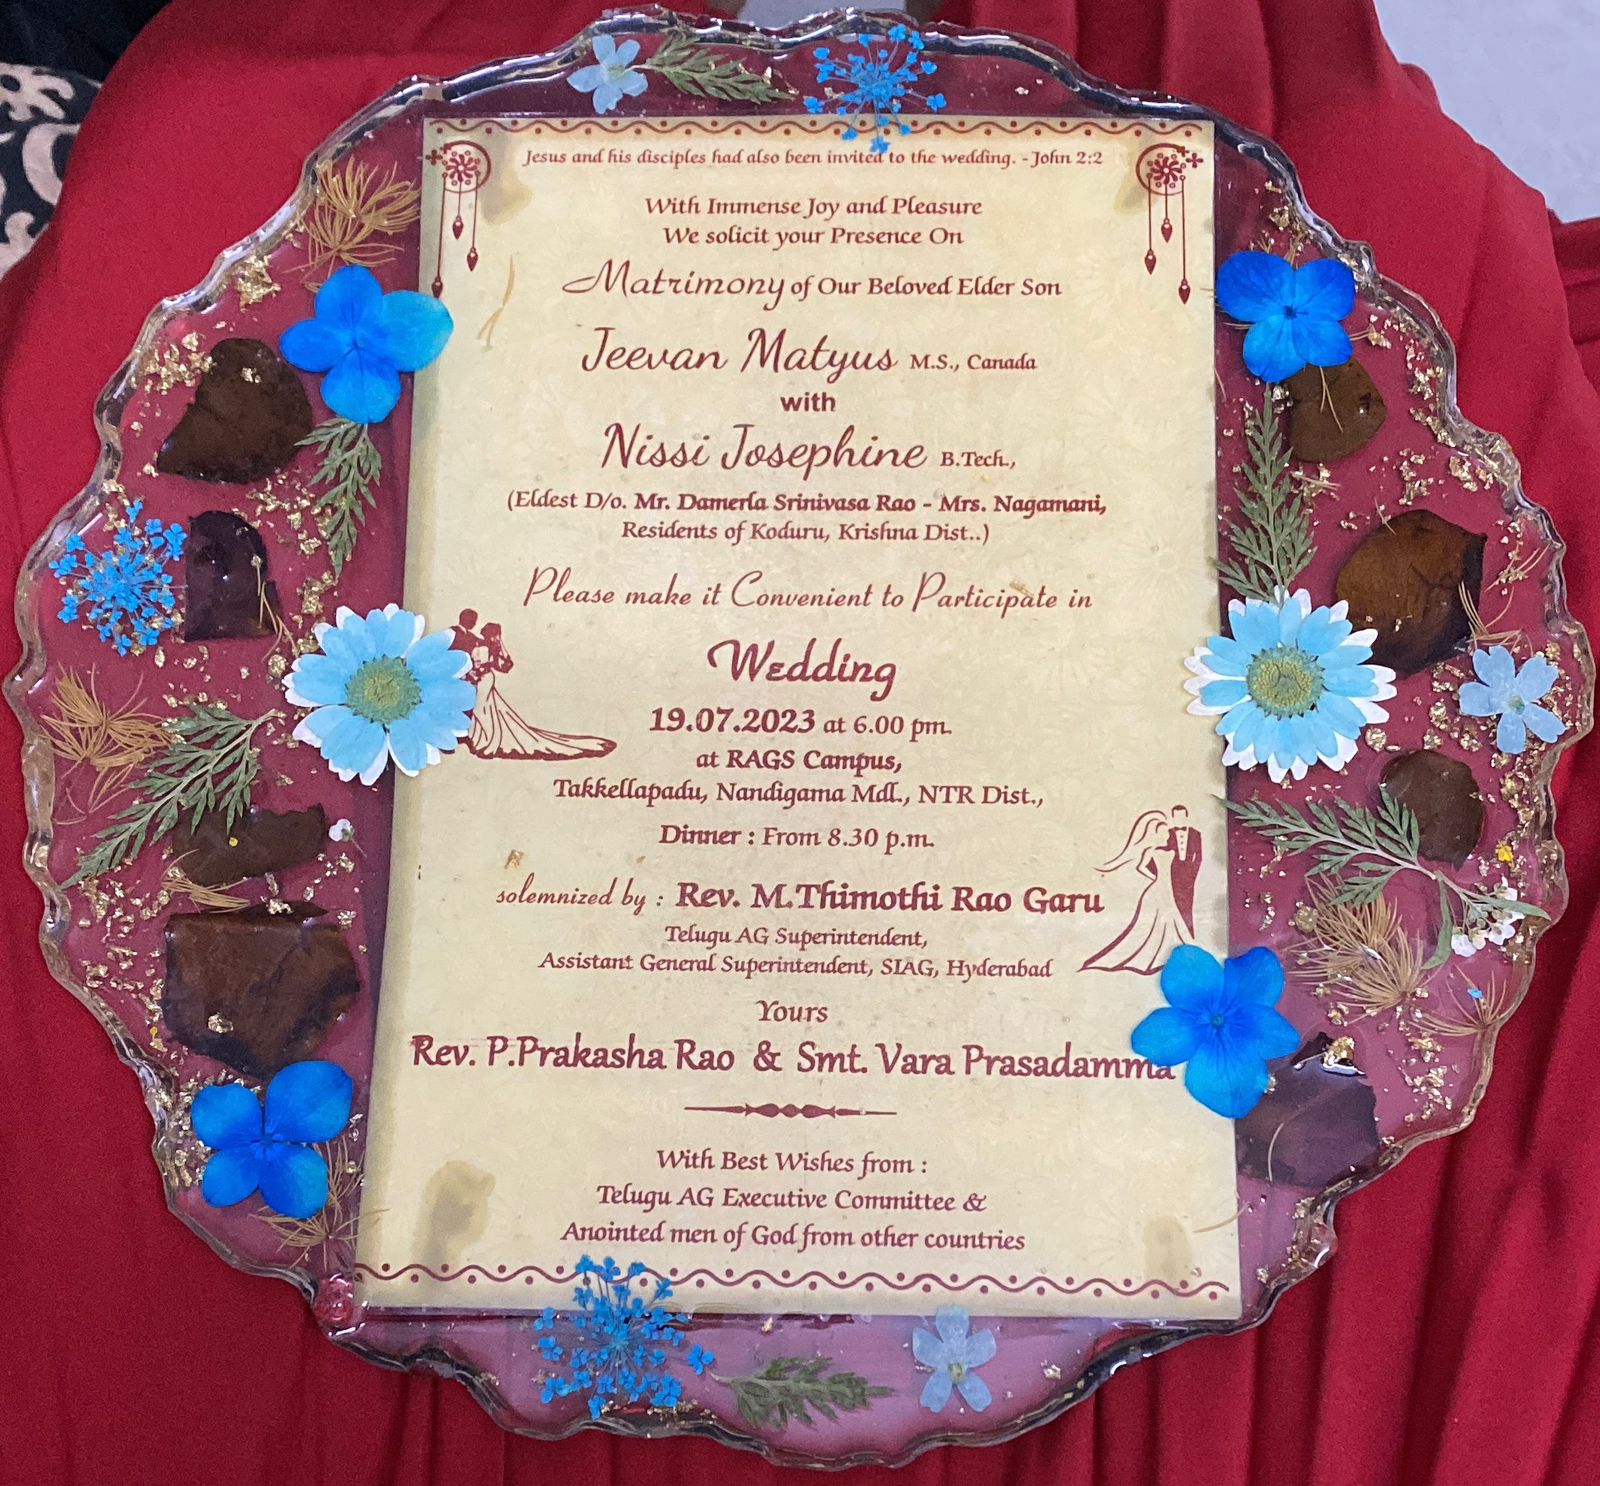 Jesus and his disciples had also been invited to the wedding. - John 2:2
With Immense Joy and Pleasure
We solicit your Presence On
Matrimony of Our Beloved Elder Son
Jeevan Matyus M.S., Canada
with
Nissi Josephine B.Tech.,
(Eldest D/o. Mr. Damerla Srinivasa Rao - Mrs. Nagamani,
Residents of Koduru, Krishna Dist..)
Please make it Convenient to Participate in
Wedding
19.07.2023 at 6.00 pm.
at RAGS Campus,
Takkellapadu, Nandigama Mdl., NTR Dist.,
Dinner : From 8.30 p.m.
solemnized by : Rev. M.Thimothi Rao Garu
Telugu AG Superintendent,
Assistant General Superintendent, SIAG, Hyderabad
Yours
Rev. P.Prakasha Rao & Smt. Vara Prasadamma
With Best Wishes from :
Telugu AG Executive Committee &
Anointed men of God from other countries